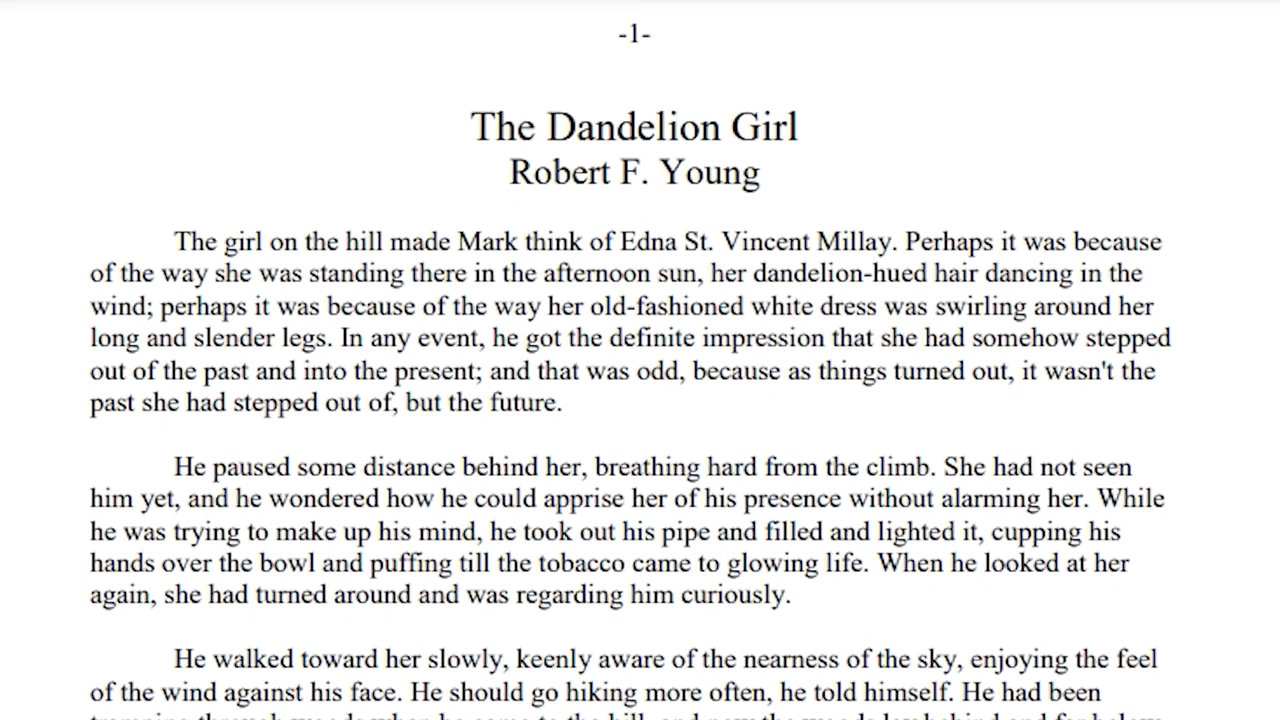 -1-
The Dandelion Girl
Robert F. Young
The girl on the hill made Mark think of Edna St. Vincent Millay. Perhaps it was because
of the way she was standing there in the afternoon sun, her dandelion-hued hair dancing in the
wind; perhaps it was because of the way her old-fashioned white dress was swirling around her
long and slender legs. In any event, he got the definite impression that she had somehow stepped
out of the past and into the present; and that was odd, because as things turned out, it wasn't the
past she had stepped out of, but the future.
He paused some distance behind her, breathing hard from the climb. She had not seen
him yet, and he wondered how he could apprise her of his presence without alarming her. While
he was trying to make up his mind, he took out his pipe and filled and lighted it, cupping his
hands over the bowl and puffing till the tobacco came to glowing life. When he looked at her
again, she had turned around and was regarding him curiously.
He walked toward her slowly, keenly aware of the nearness of the sky, enjoying the feel
of the wind against his face. He should go hiking more often, he told himself. He had been